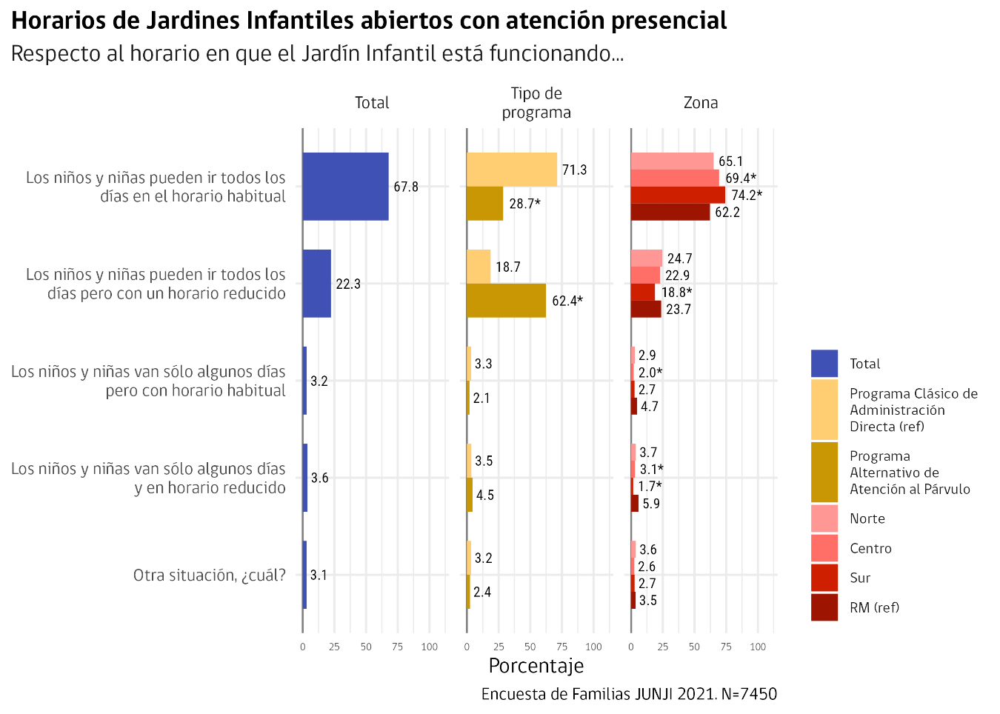 Horarios de Jardines Infantiles abiertos con atención presencial
Respecto al horario en que el Jardín Infantil está funcionando...
Total
Tipo de
programa
Zona
Los niños y niñas pueden ir todos los
días en el horario habitual
67.8
71.3
28.7*
65.1
69.4*
74.2*
62.2
Los niños y niñas pueden ir todos los
días pero con un horario reducido
22.3
18.7
62.4*
24.7
22.9
18.8*
23.7
Los niños y niñas van sólo algunos días
pero con horario habitual
3.2
3.3
2.1
2.9
2.0*
2.7
4.7
Los niños y niñas van sólo algunos días
y en horario reducido
3.6
3.5
4.5
3.7
3.1*
1.7*
5.9
Otra situación, ¿cuál?
3.1
3.2
2.4
3.6
2.6
2.7
3.5
0 25 50 75 100
0 25 50 75 100
0 25 50 75 100
Porcentaje
Encuesta de Familias JUNJI 2021. N=7450
Total
Programa Clásico de
Administración
Directa (ref)
Programa
Alternativo de
Atención al Párvulo
Norte
Centro
Sur
RM (ref)